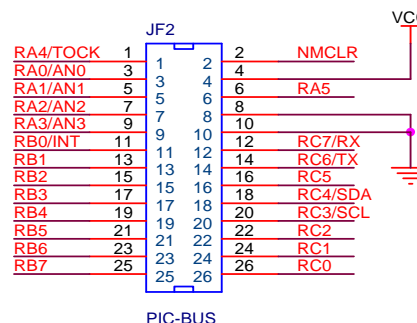 JF2
VCC
RA4/TOCK 1 1 2 2 NMCLR
RA0/AN0 3 3 4 4
RA1/AN1 5 5 6 6 RA5
RA2/AN2 7 7 8 8
RA3/AN3 9 9 10 10
RB0/INT 11 11 12 12 RC7/RX
RB1 13 13 14 14 RC6/TX
RB2 15 15 16 16 RC5
RB3 17 17 18 18 RC4/SDA
RB4 19 19 20 20 RC3/SCL
RB5 21 21 22 22 RC2
RB6 23 23 24 24 RC1
RB7 25 25 26 26 RC0
PIC-BUS